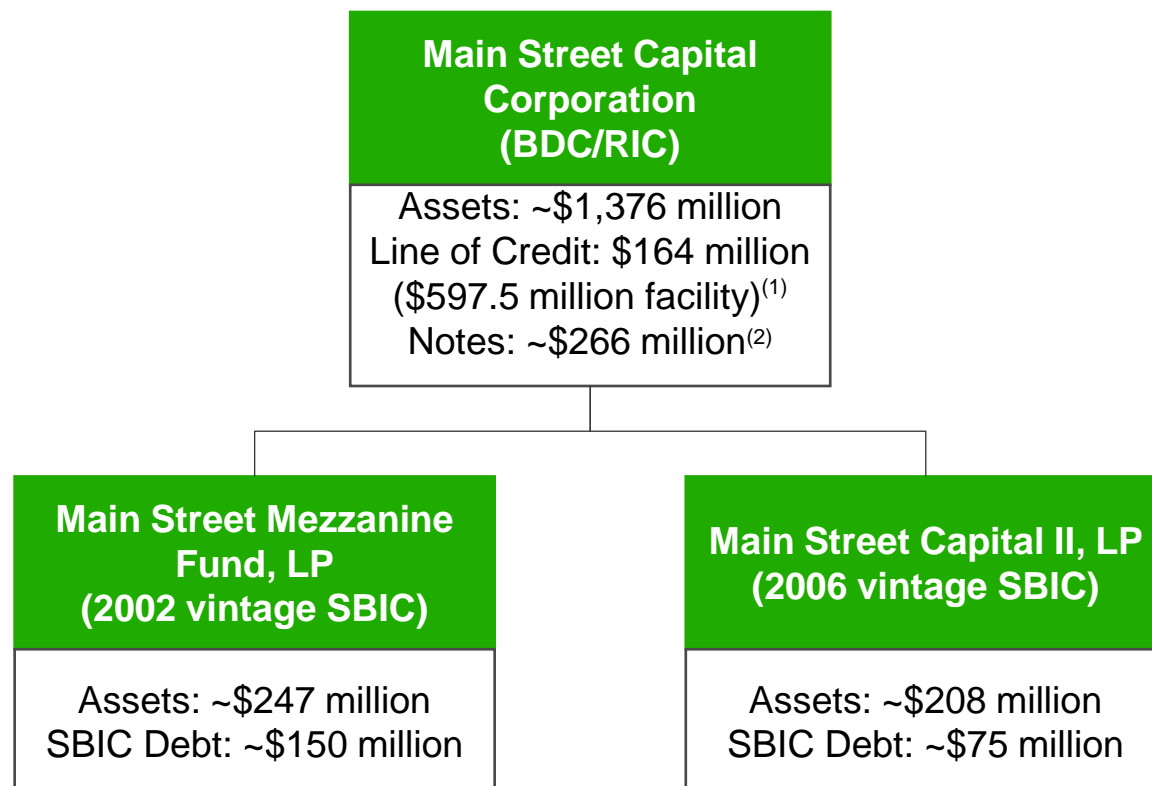 Main Street Capital
Corporation
(BDC/RIC)
Assets: ~$1,376 million
Line of Credit: $164 million
($597.5 million facility)(1)
Notes: ~$266 million(2)
Main Street Mezzanine
Fund, LP
(2002 vintage SBIC)
Assets: ~$247 million
SBIC Debt: ~$150 million
Main Street Capital II, LP
(2006 vintage SBIC)
Assets: ~$208 million
SBIC Debt: ~$75 million